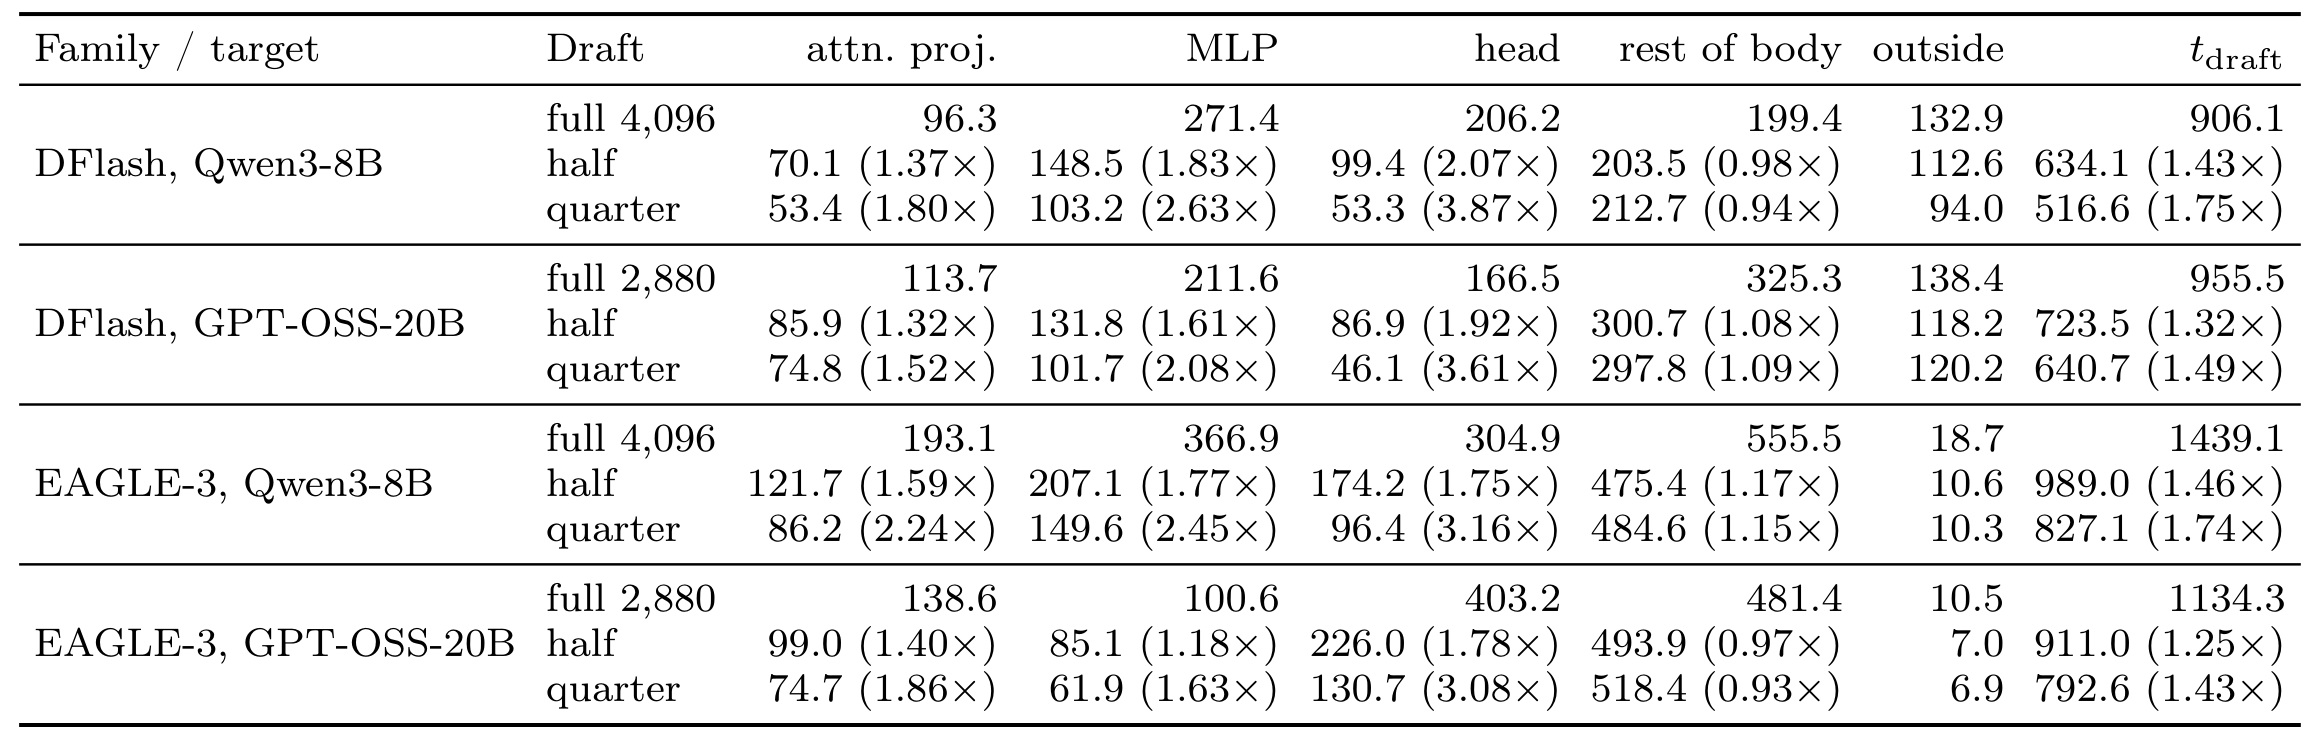 Family / target Draft attn. proj. MLP head rest of body outside t_draft
full 4,096 96.3 271.4 206.2 199.4 132.9 906.1
DFlash, Qwen3-8B half 70.1 (1.37×) 148.5 (1.83×) 99.4 (2.07×) 203.5 (0.98×) 112.6 634.1 (1.43×)
quarter 53.4 (1.80×) 103.2 (2.63×) 53.3 (3.87×) 212.7 (0.94×) 94.0 516.6 (1.75×)
full 2,880 113.7 211.6 166.5 325.3 138.4 955.5
DFlash, GPT-OSS-20B half 85.9 (1.32×) 131.8 (1.61×) 86.9 (1.92×) 300.7 (1.08×) 118.2 723.5 (1.32×)
quarter 74.8 (1.52×) 101.7 (2.08×) 46.1 (3.61×) 297.8 (1.09×) 120.2 640.7 (1.49×)
full 4,096 193.1 366.9 304.9 555.5 18.7 1439.1
EAGLE-3, Qwen3-8B half 121.7 (1.59×) 207.1 (1.77×) 174.2 (1.75×) 475.4 (1.17×) 10.6 989.0 (1.46×)
quarter 86.2 (2.24×) 149.6 (2.45×) 96.4 (3.16×) 484.6 (1.15×) 10.3 827.1 (1.74×)
full 2,880 138.6 100.6 403.2 481.4 10.5 1134.3
EAGLE-3, GPT-OSS-20B half 99.0 (1.40×) 85.1 (1.18×) 226.0 (1.78×) 493.9 (0.97×) 7.0 911.0 (1.25×)
quarter 74.7 (1.86×) 61.9 (1.63×) 130.7 (3.08×) 518.4 (0.93×) 6.9 792.6 (1.43×)